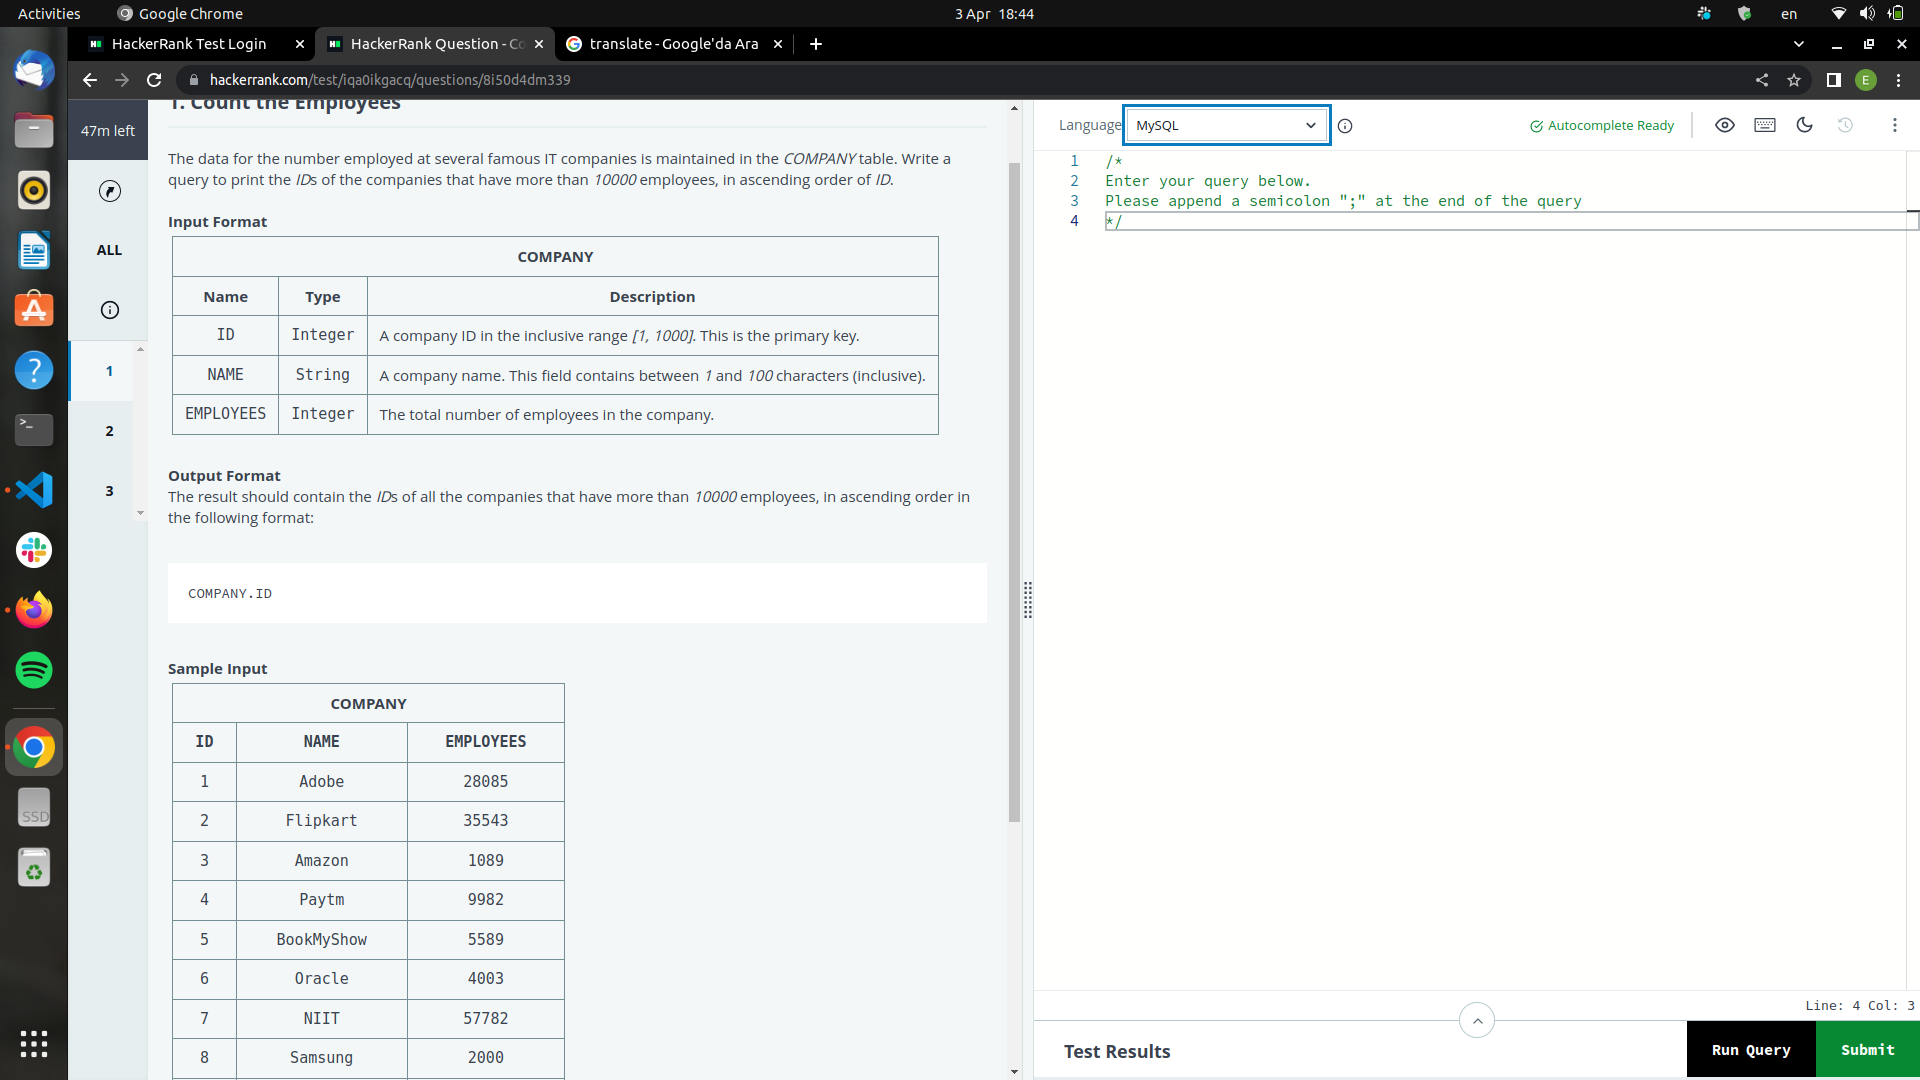 Activities
Google Chrome
3 Apr 18:44
en
HackerRank Test Login
HackerRank Question - Co
translate - Google'da Ara
hackerrank.com/test/iqa0ikgacq/questions/8i50d4dm339
E
47m left
ALL
1
2
3
1. Count the Employees
The data for the number employed at several famous IT companies is maintained in the COMPANY table. Write a
query to print the IDs of the companies that have more than 10000 employees, in ascending order of ID.
Input Format
COMPANY
Name Type Description
ID Integer A company ID in the inclusive range [1, 1000]. This is the primary key.
NAME String A company name. This field contains between 1 and 100 characters (inclusive).
EMPLOYEES Integer The total number of employees in the company.
Output Format
The result should contain the IDs of all the companies that have more than 10000 employees, in ascending order in
the following format:
COMPANY.ID
Sample Input
COMPANY
ID NAME EMPLOYEES
1 Adobe 28085
2 Flipkart 35543
3 Amazon 1089
4 Paytm 9982
5 BookMyShow 5589
6 Oracle 4003
7 NIIT 57782
8 Samsung 2000
Language MySQL
Autocomplete Ready
1 /*
2 Enter your query below.
3 Please append a semicolon ";" at the end of the query
4 */
Line: 4 Col: 3
Test Results
Run Query
Submit
SSD